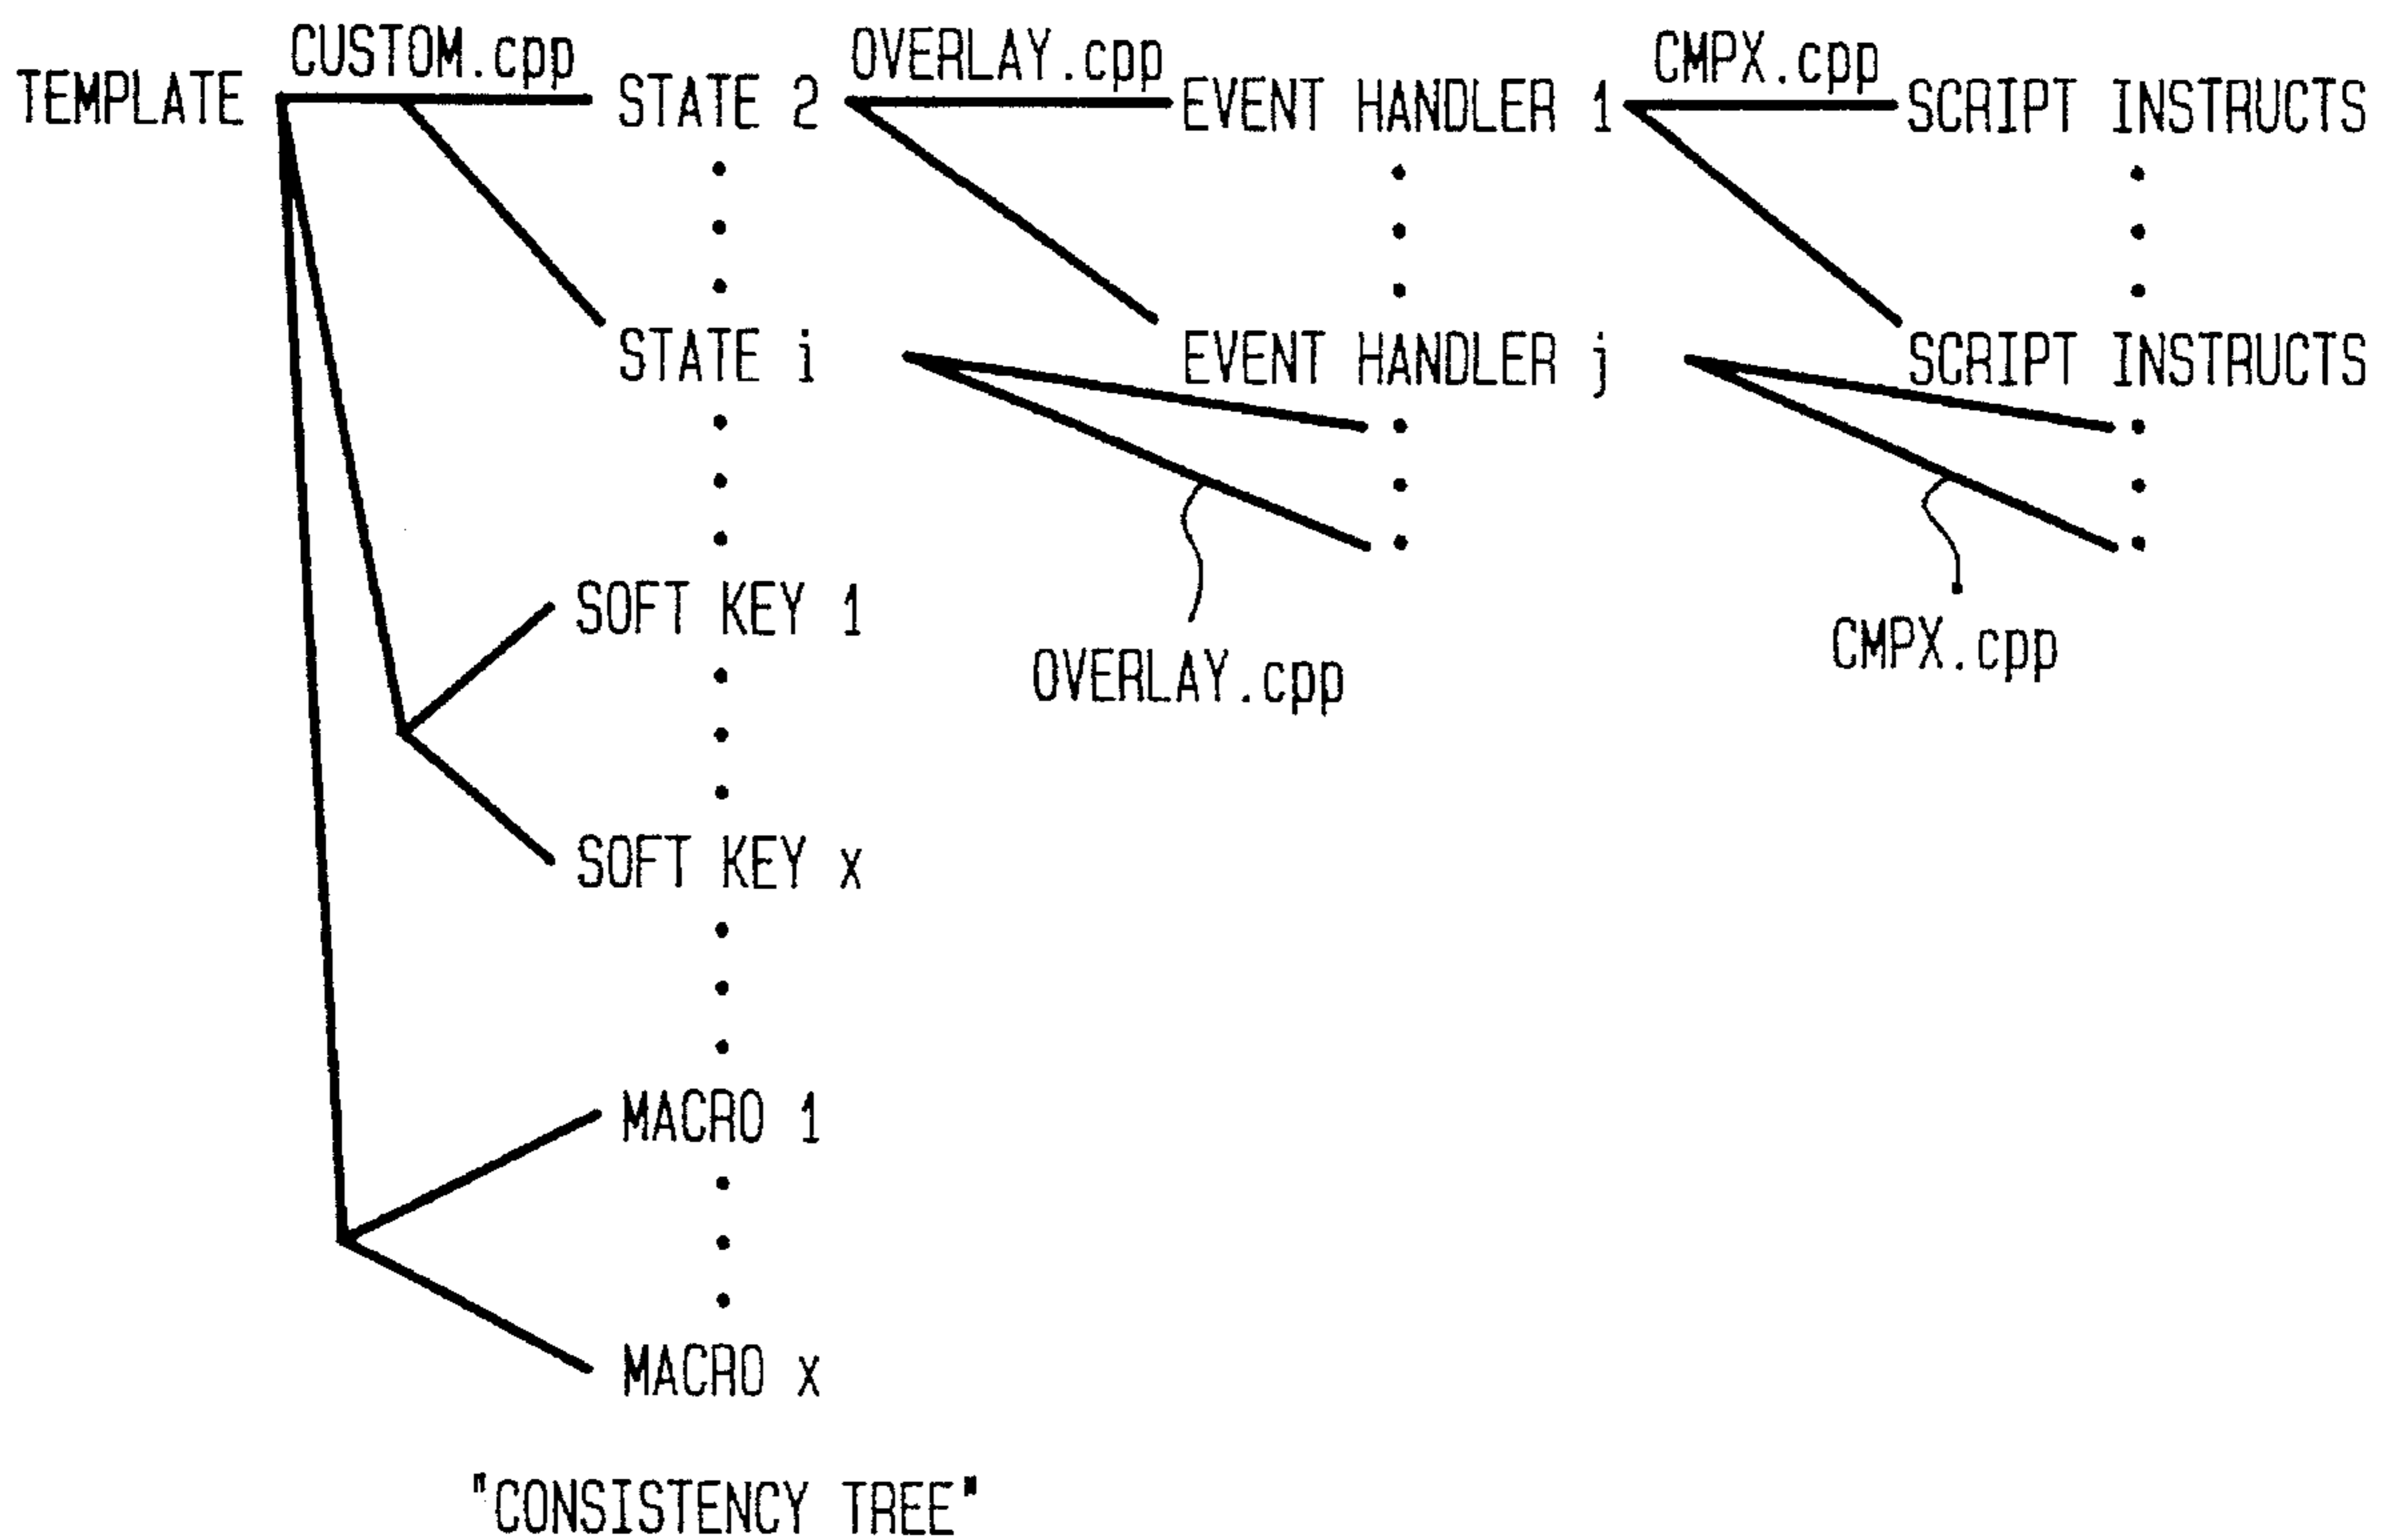 CUSTOM.cpp OVERLAY.cpp CMPX.cpp
TEMPLATE STATE 2 EVENT HANDLER 1 SCRIPT INSTRUCTS
STATE i EVENT HANDLER j SCRIPT INSTRUCTS
SOFT KEY 1
OVERLAY.cpp CMPX.cpp
SOFT KEY x
MACRO 1
MACRO x
"CONSISTENCY TREE"